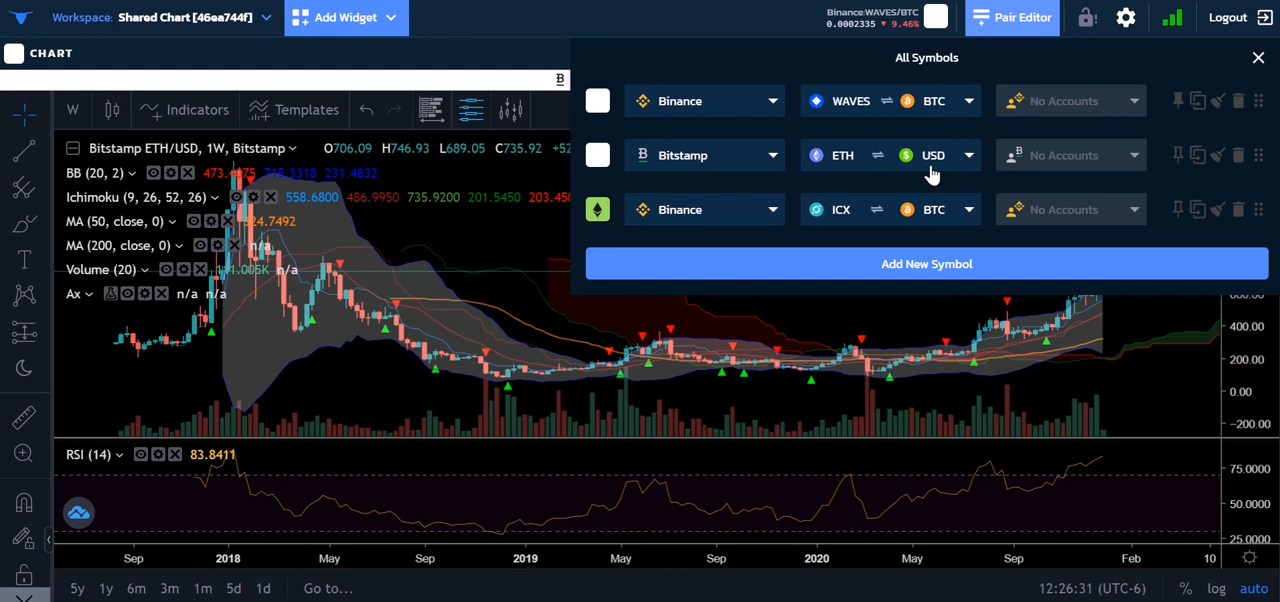 Workspace: Shared Chart [46ea744f]
Add Widget
Binance:WAVES/BTC
0.0002335 ▼ 9.46%
Pair Editor
Logout
CHART
All Symbols
Binance WAVES ⇌ BTC No Accounts
Bitstamp ETH ⇌ USD No Accounts
Binance ICX ⇌ BTC No Accounts
Add New Symbol
W Indicators Templates
Bitstamp ETH/USD, 1W, Bitstamp O706.09 H746.93 L689.05 C735.92 +52
BB (20, 2) 231.4832
Ichimoku (9, 26, 52, 26) 558.6800 486.9950 735.9200 201.5450 203.450
MA (50, close, 0)
MA (200, close, 0) n/a
Volume (20) n/a
Ax n/a n/a
400.00
200.00
0.00
−200.00
RSI (14) 83.8411
75.0000
50.0000
25.0000
Sep 2018 May Sep 2019 May Sep 2020 May Sep Feb 10
5y 1y 6m 3m 1m 5d 1d Go to... 12:26:31 (UTC-6) % log auto